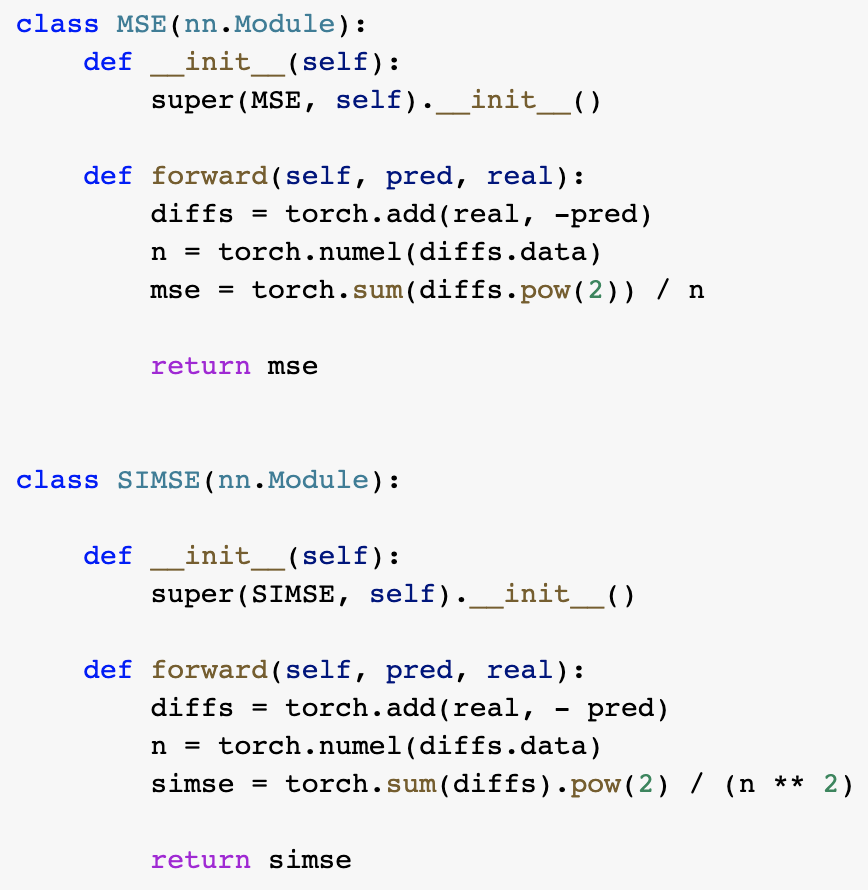 class MSE(nn.Module):
    def __init__(self):
        super(MSE, self).__init__()

    def forward(self, pred, real):
        diffs = torch.add(real, -pred)
        n = torch.numel(diffs.data)
        mse = torch.sum(diffs.pow(2)) / n

        return mse


class SIMSE(nn.Module):

    def __init__(self):
        super(SIMSE, self).__init__()

    def forward(self, pred, real):
        diffs = torch.add(real, - pred)
        n = torch.numel(diffs.data)
        simse = torch.sum(diffs).pow(2) / (n ** 2)

        return simse